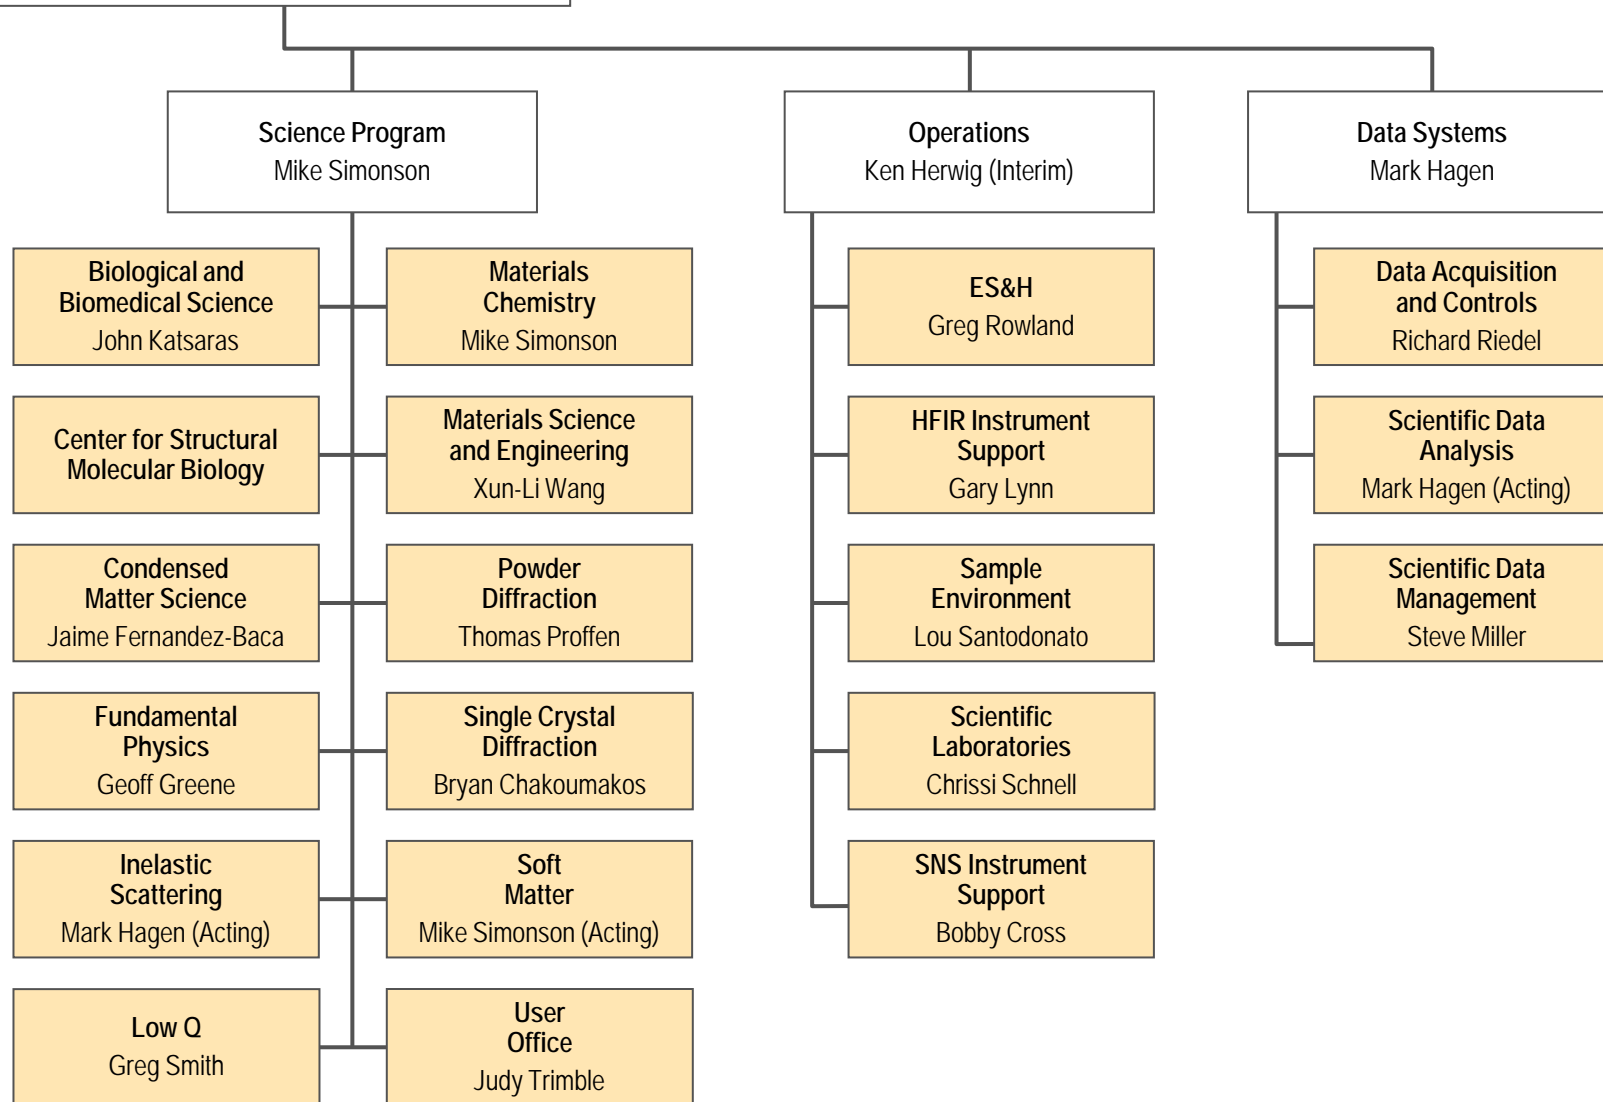 Science Program
Mike Simonson
Operations
Ken Herwig (Interim)
Data Systems
Mark Hagen
Biological and
Biomedical Science
John Katsaras
Materials
Chemistry
Mike Simonson
ES&H
Greg Rowland
Data Acquisition
and Controls
Richard Riedel
Center for Structural
Molecular Biology
Materials Science
and Engineering
Xun-Li Wang
HFIR Instrument
Support
Gary Lynn
Scientific Data
Analysis
Mark Hagen (Acting)
Condensed
Matter Science
Jaime Fernandez-Baca
Powder
Diffraction
Thomas Proffen
Sample
Environment
Lou Santodonato
Scientific Data
Management
Steve Miller
Fundamental
Physics
Geoff Greene
Single Crystal
Diffraction
Bryan Chakoumakos
Scientific
Laboratories
Chrissi Schnell
Inelastic
Scattering
Mark Hagen (Acting)
Soft
Matter
Mike Simonson (Acting)
SNS Instrument
Support
Bobby Cross
Low Q
Greg Smith
User
Office
Judy Trimble